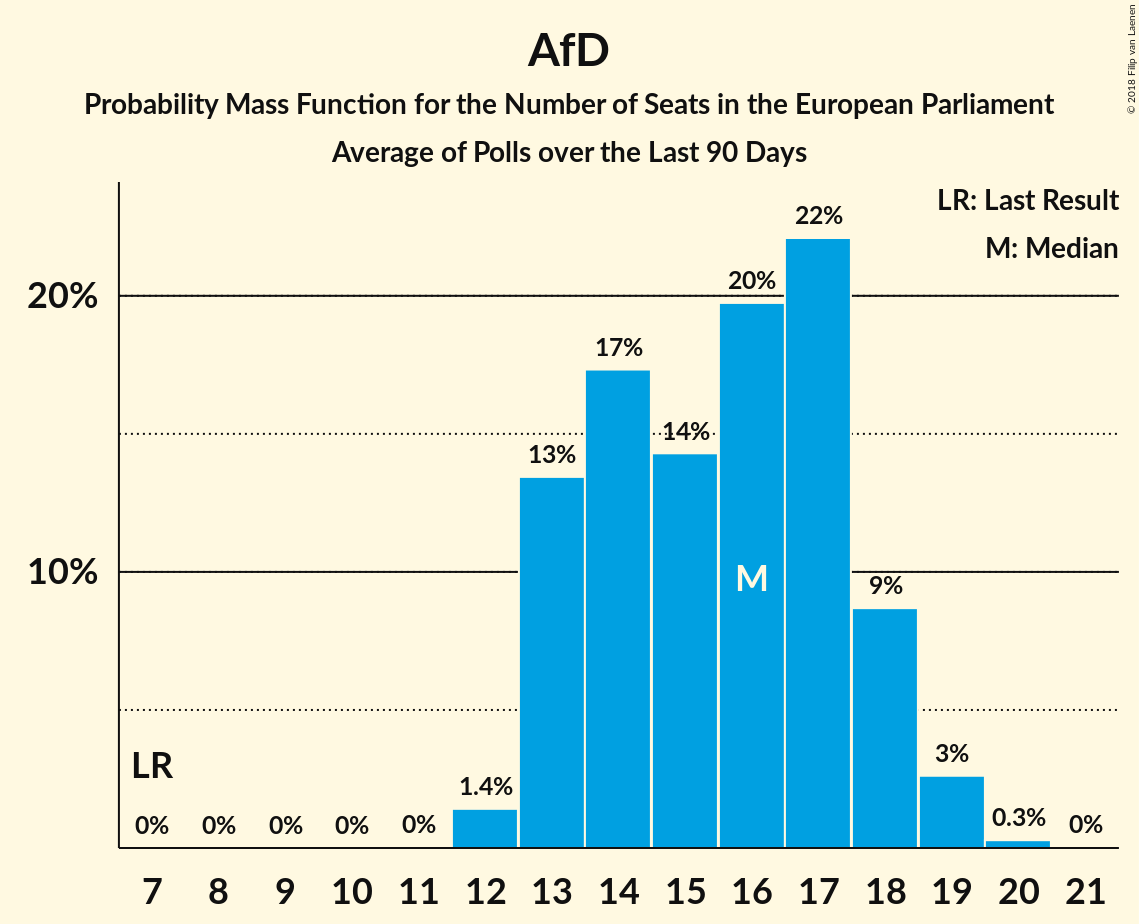 AfD
Probability Mass Function for the Number of Seats in the European Parliament
Average of Polls over the Last 90 Days
© 2018 Filip van Laenen
LR: Last Result
M: Median
20%
10%
22%
20%
17%
14%
13%
9%
3%
1.4%
0.3%
M
LR
0% 0% 0% 0% 0% 0%
7 8 9 10 11 12 13 14 15 16 17 18 19 20 21